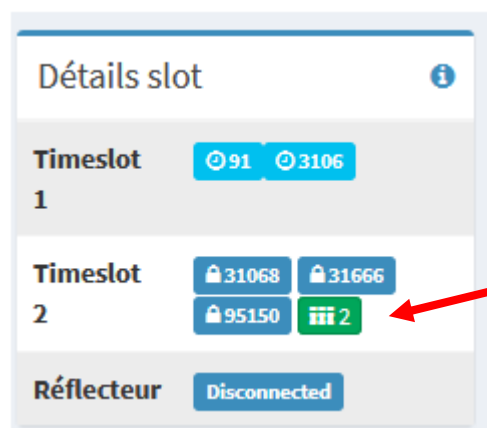 Détails slot
Timeslot 91 3106
1
Timeslot 31068 31666
2 95150 2
Réflecteur Disconnected